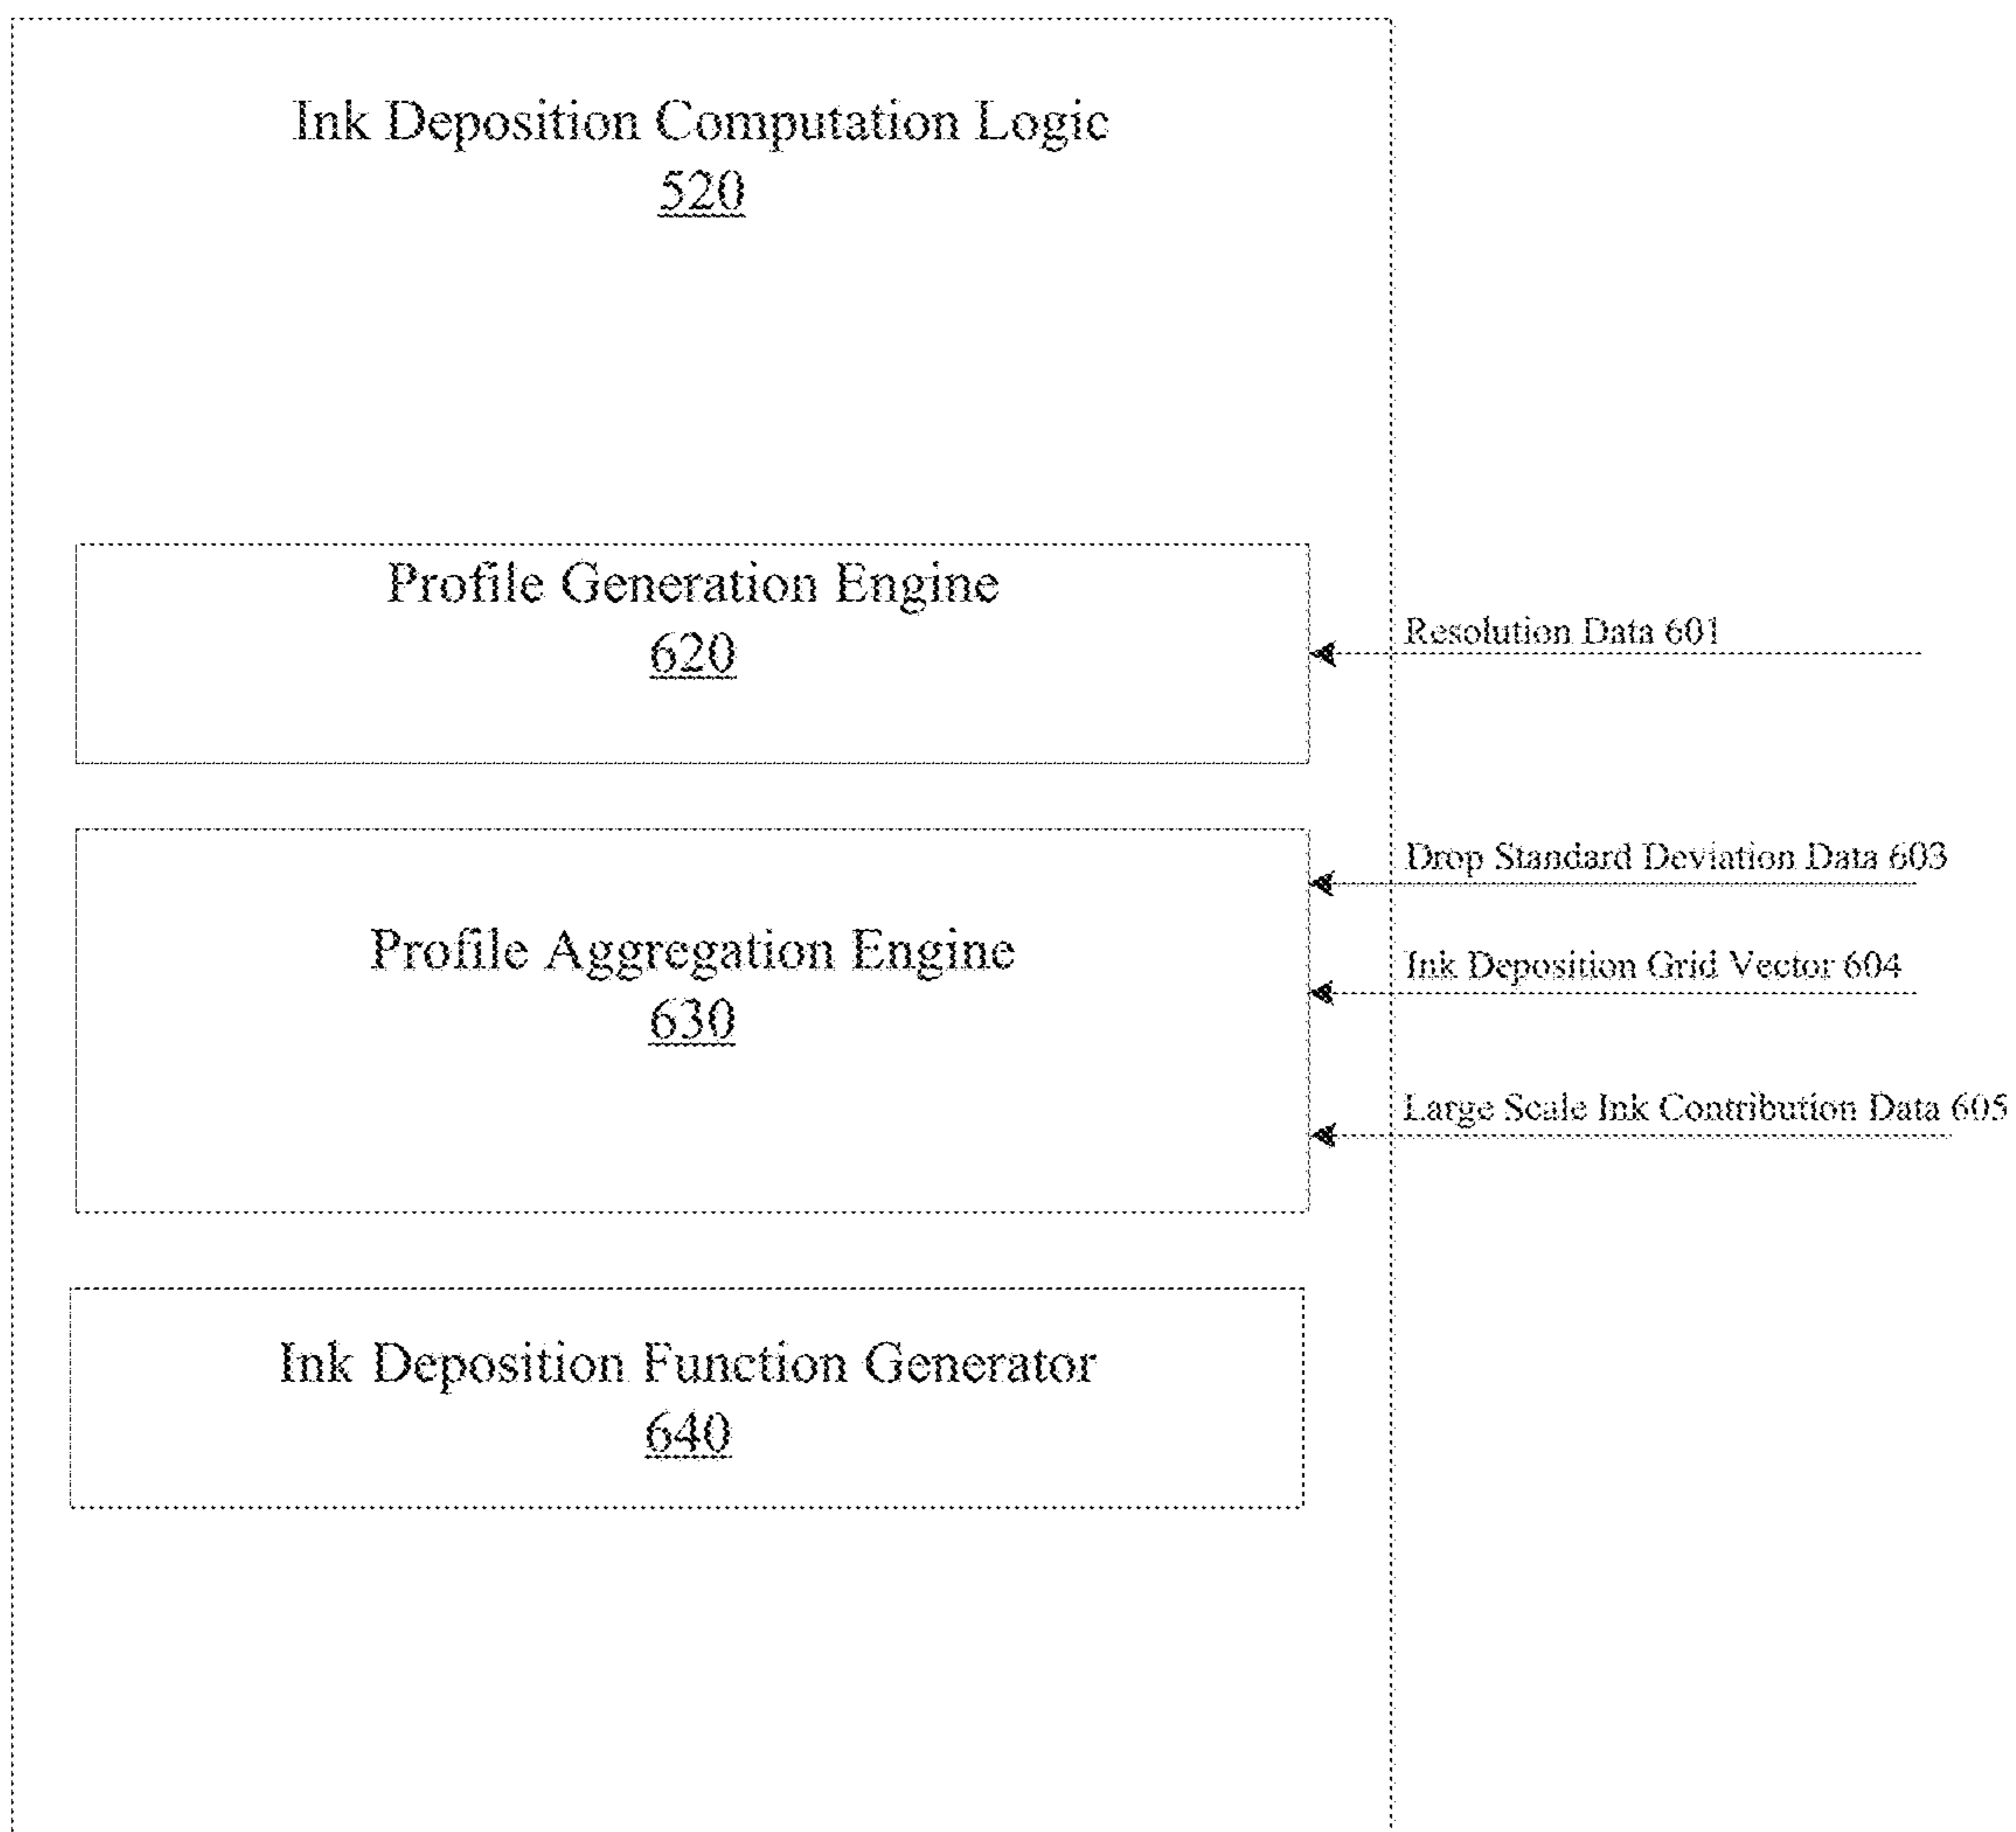 Ink Deposition Computation Logic
520
Profile Generation Engine
620
Resolution Data 601
Profile Aggregation Engine
630
Drop Standard Deviation Data 603
Ink Deposition Grid Vector 604
Large Scale Ink Contribution Data 605
Ink Deposition Function Generator
640